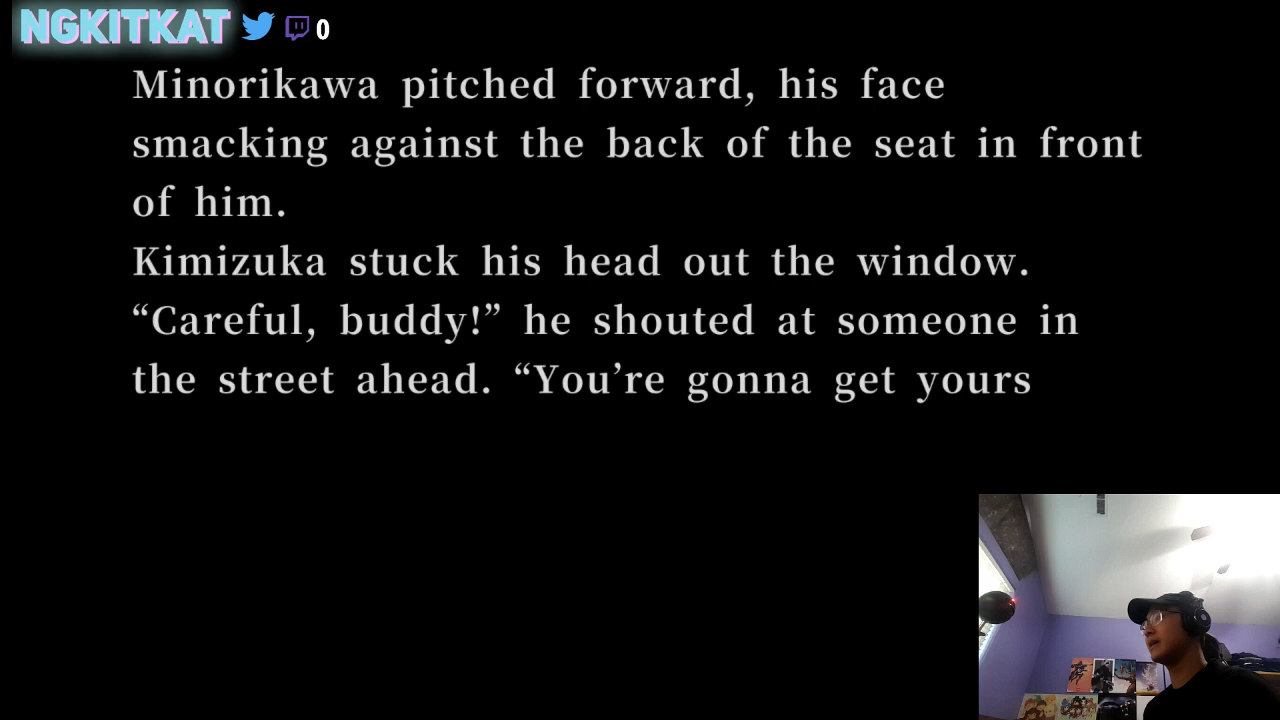 NGKITKAT 0
Minorikawa pitched forward, his face
smacking against the back of the seat in front
of him.
Kimizuka stuck his head out the window.
“Careful, buddy!” he shouted at someone in
the street ahead. “You’re gonna get yours